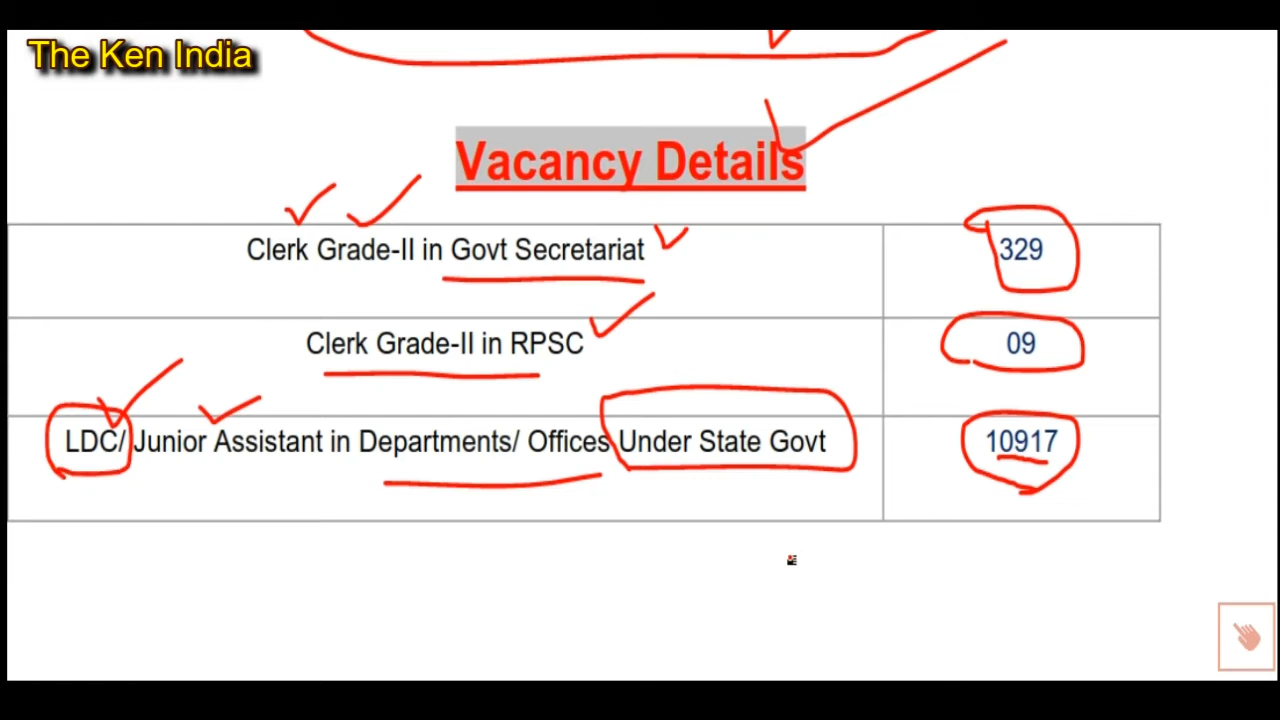 The Ken India
Vacancy Details
Clerk Grade-II in Govt Secretariat 329
Clerk Grade-II in RPSC 09
LDC/ Junior Assistant in Departments/ Offices Under State Govt 10917